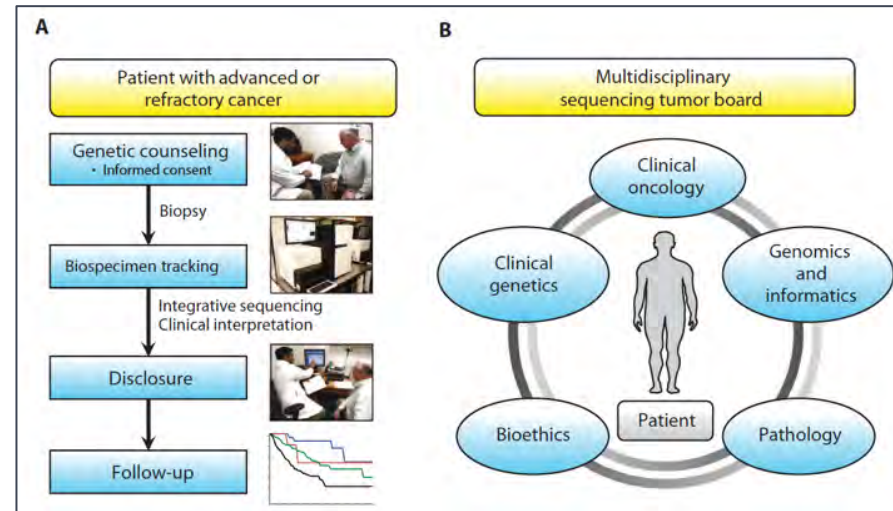 A
Patient with advanced or
refractory cancer
Genetic counseling
• Informed consent
Biopsy
Biospecimen tracking
Integrative sequencing
Clinical interpretation
Disclosure
Follow-up
B
Multidisciplinary
sequencing tumor board
Clinical
oncology
Clinical
genetics
Genomics
and
informatics
Bioethics
Patient
Pathology